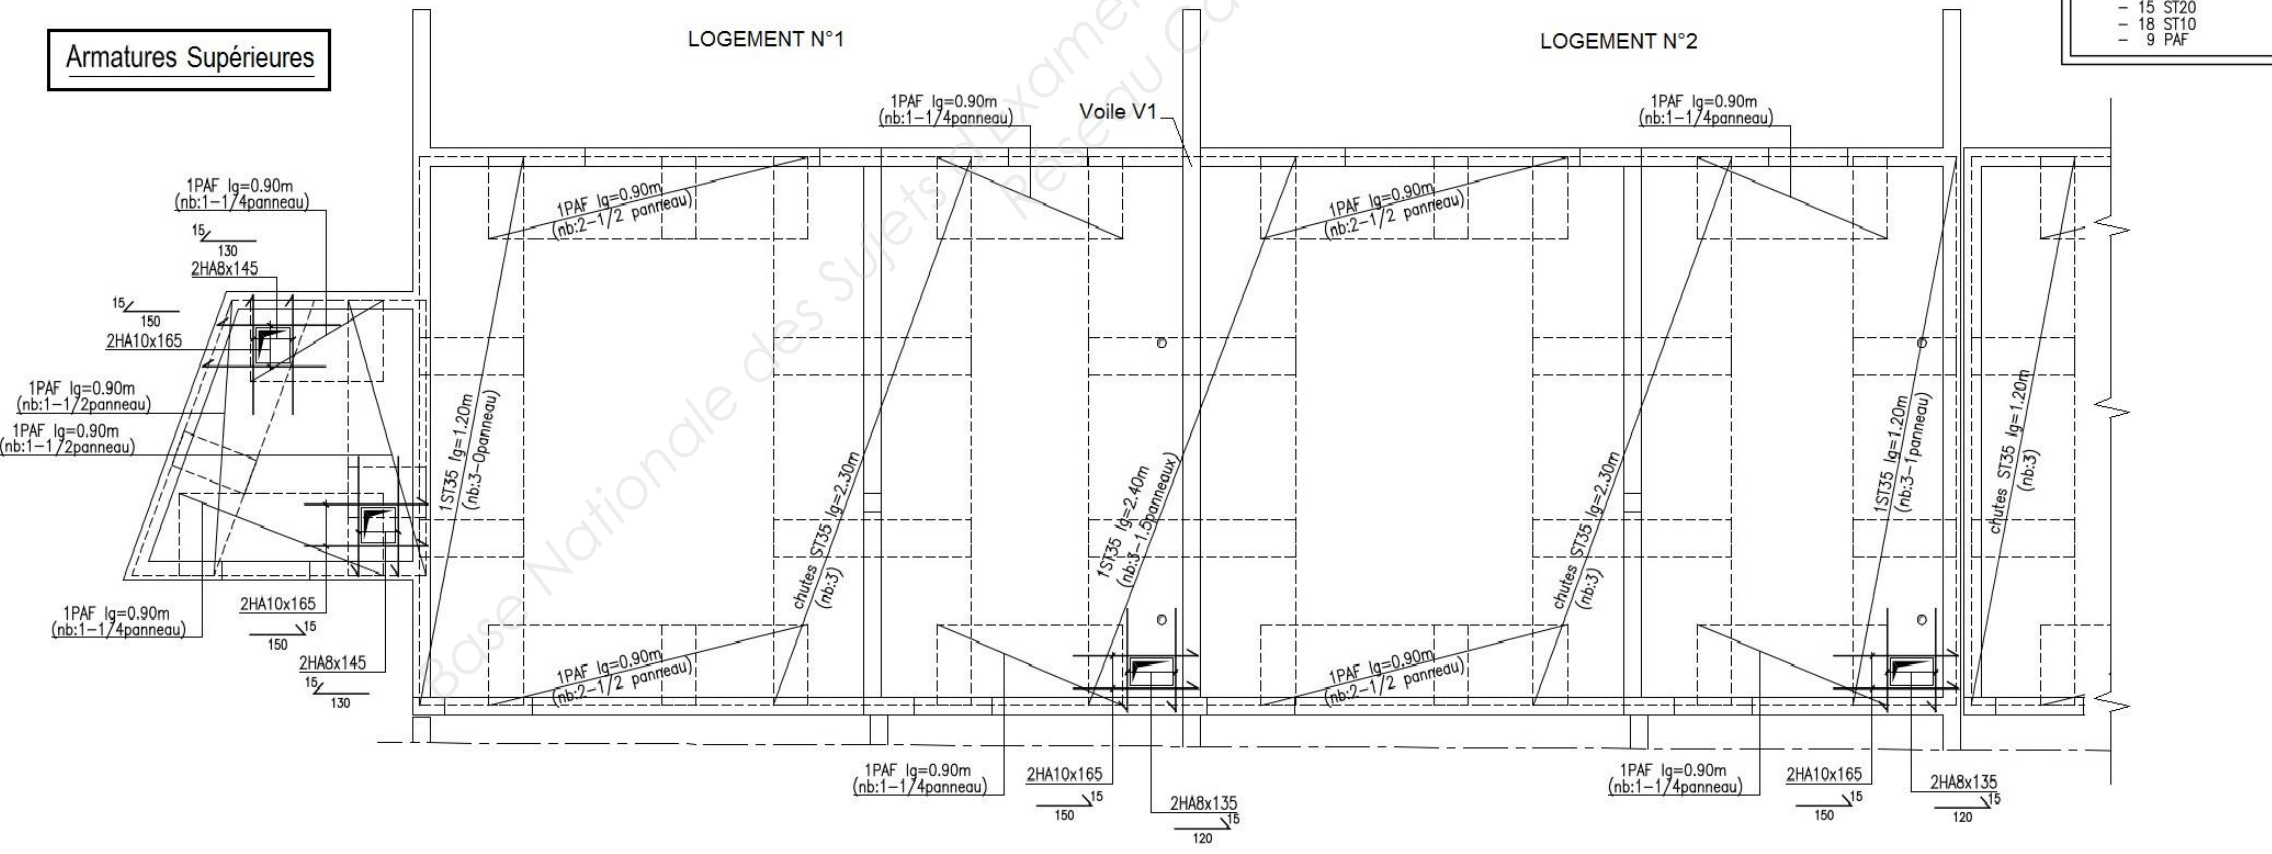 - 15 ST20
- 18 ST10
- 9 PAF
Armatures Supérieures
LOGEMENT N°1
LOGEMENT N°2
1PAF lg=0.90m
(nb:1-1/4panneau)
Voile V1
1PAF lg=0.90m
(nb:1-1/4panneau)
1PAF lg=0.90m
(nb:1-1/4panneau)
15
130
2HA8x145
15
150
2HA10x165
1PAF lg=0.90m
(nb:1-1/2panneau)
1PAF lg=0.90m
(nb:1-1/2panneau)
1PAF lg=0.90m
(nb:1-1/4panneau)
2HA10x165
15
150
2HA8x145
15
130
1PAF lg=0.90m
(nb:2-1/2 panneau)
1PAF lg=0.90m
(nb:2-1/2 panneau)
1ST35 lg=1.20m
(nb:3-0panneau)
chutes ST35 lg=2.30m
(nb:3)
1ST35 lg=2.40m
(nb:3-1.5panneaux)
chutes ST35 lg=2.30m
(nb:3)
1ST35 lg=1.20m
(nb:3-1panneau)
chutes ST35 lg=1.20m
(nb:3)
1PAF lg=0.90m
(nb:2-1/2 panneau)
1PAF lg=0.90m
(nb:2-1/2 panneau)
1PAF lg=0.90m
(nb:1-1/4panneau)
2HA10x165
15
150
2HA8x135
15
120
1PAF lg=0.90m
(nb:1-1/4panneau)
2HA10x165
15
150
2HA8x135
15
120
Base Nationale des Sujets d'Examen
Réseau Ca